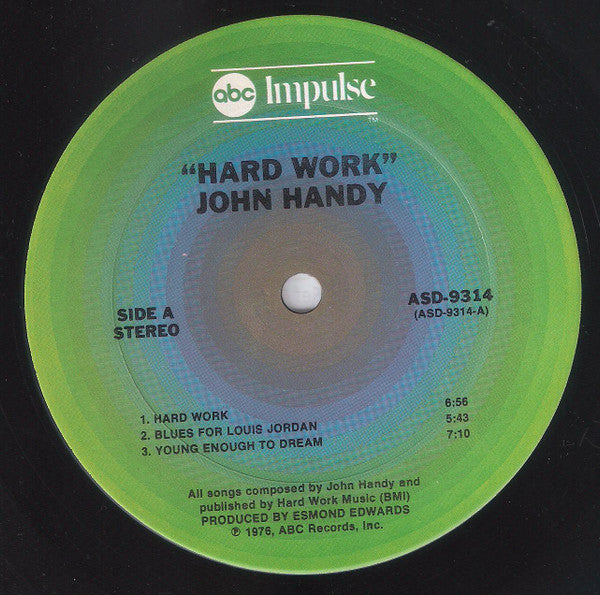 abc Impulse
TM
"HARD WORK"
JOHN HANDY
SIDE A
STEREO
ASD-9314
(ASD-9314-A)
1. HARD WORK 6:56
2. BLUES FOR LOUIS JORDAN 5:43
3. YOUNG ENOUGH TO DREAM 7:10
All songs composed by John Handy and
published by Hard Work Music (BMI)
PRODUCED BY ESMOND EDWARDS
℗ 1976, ABC Records, Inc.